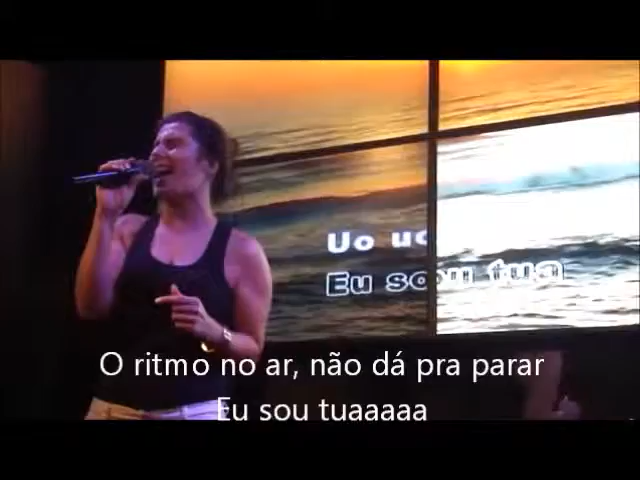 Uo uo
Eu sou tua
O ritmo no ar, não dá pra parar
Eu sou tuaaaaa